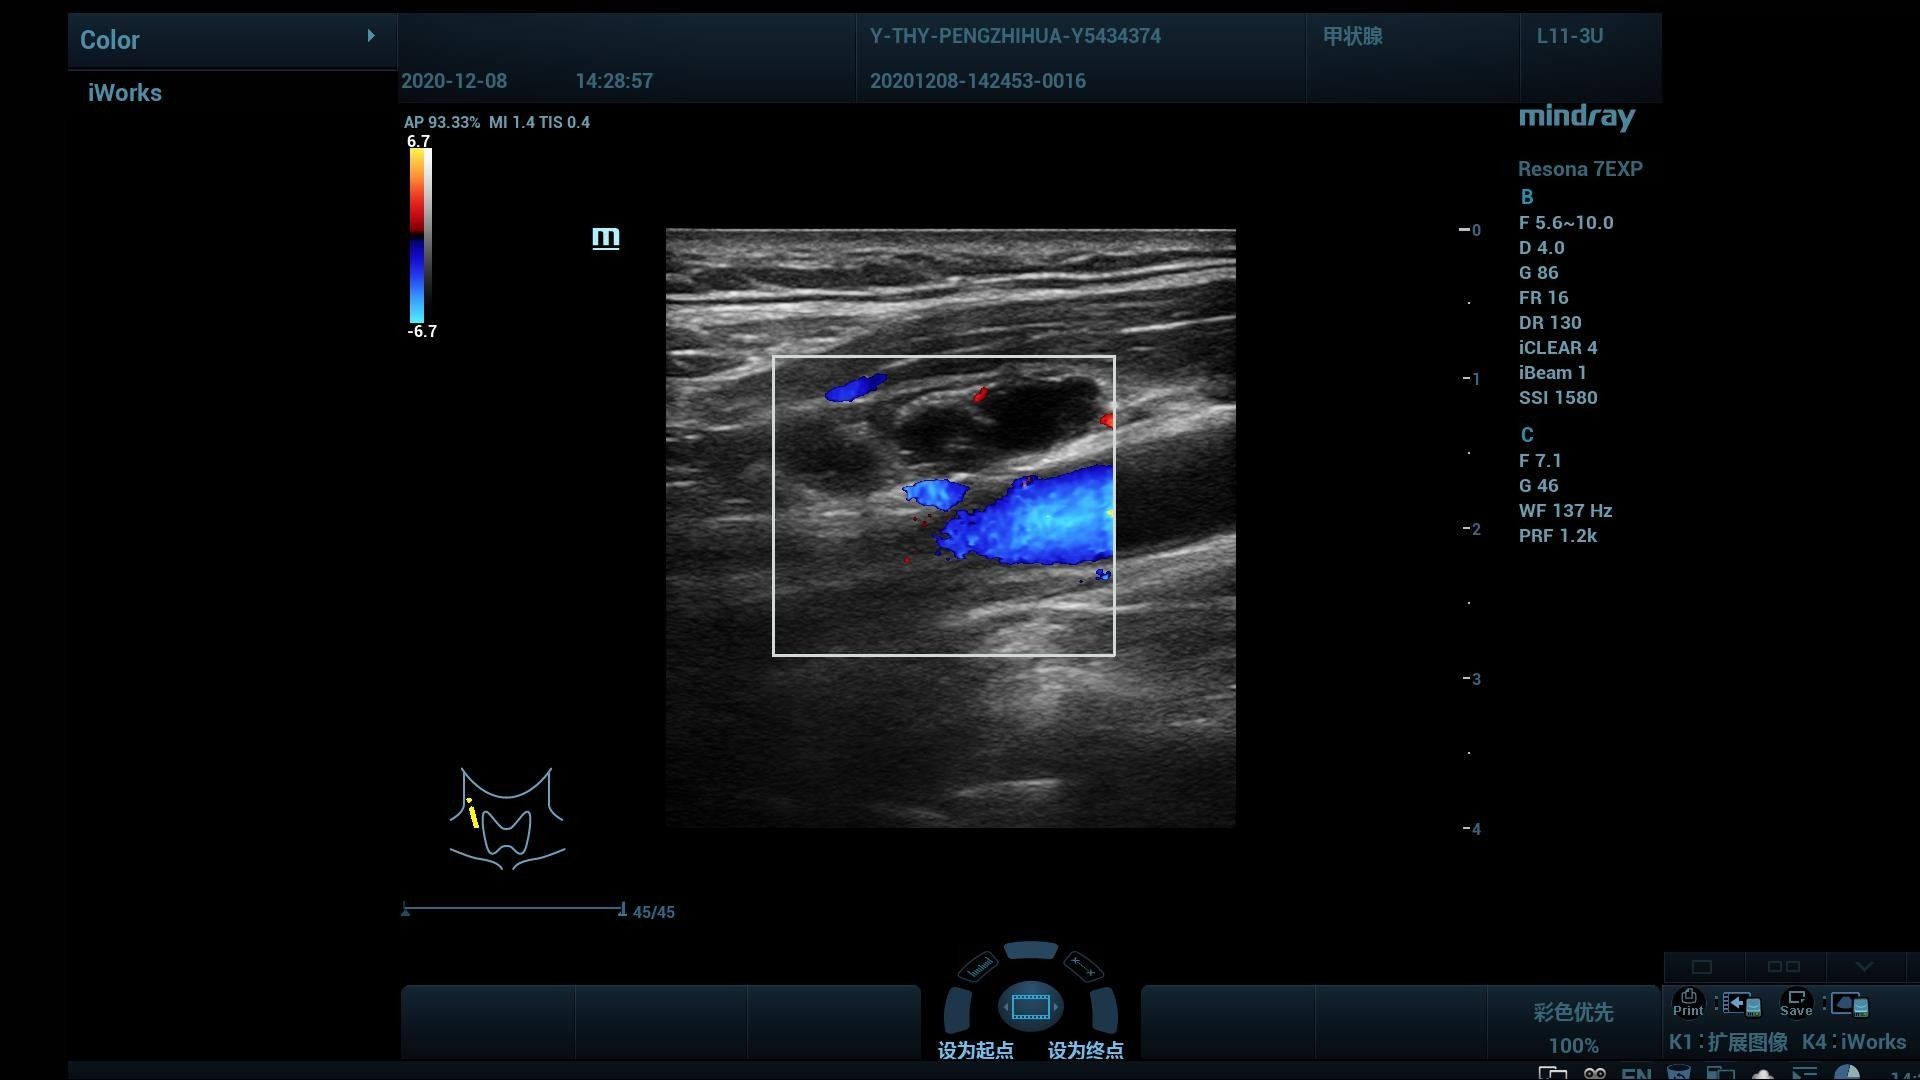 Color
iWorks
2020-12-08 14:28:57
Y-THY-PENGZHIHUA-Y5434374
20201208-142453-0016
甲状腺
L11-3U
AP 93.33% MI 1.4 TIS 0.4
6.7
-6.7
m
mindray
Resona 7EXP
B
F 5.6~10.0
D 4.0
G 86
FR 16
DR 130
iCLEAR 4
iBeam 1
SSI 1580
C
F 7.1
G 46
WF 137 Hz
PRF 1.2k
0
1
2
3
4
45/45
设为起点 设为终点
彩色优先
100%
Print : Save :
K1:扩展图像 K4:iWorks
EN